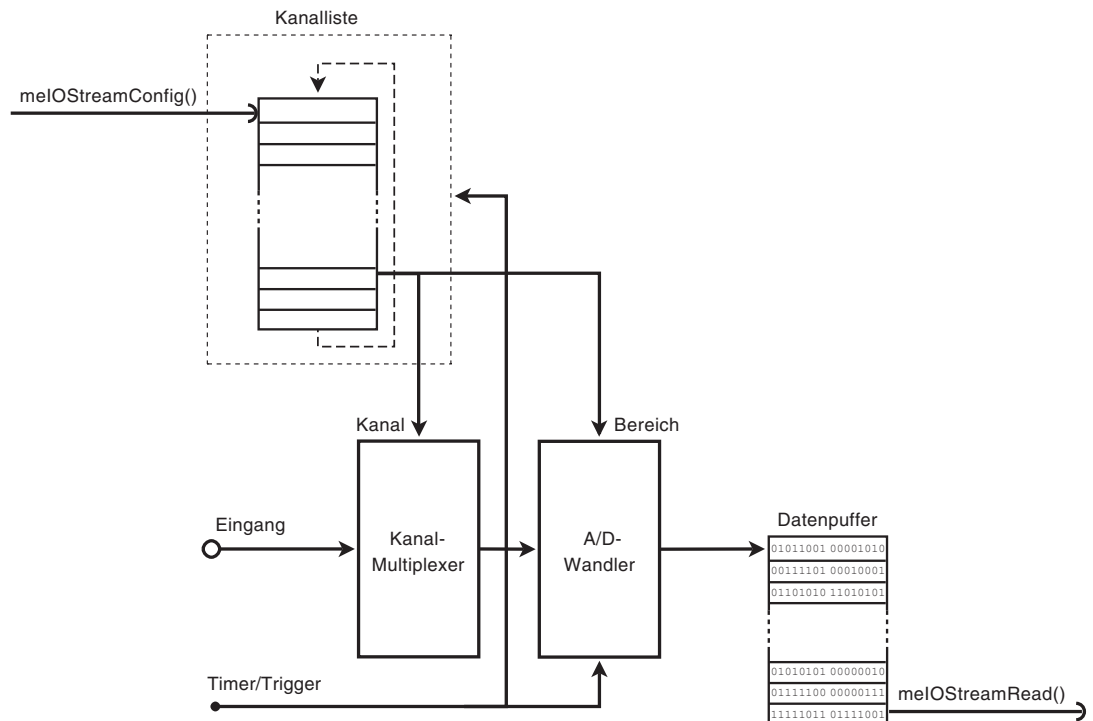 Kanalliste
meIOStreamConfig()
Kanal
Bereich
Eingang
Kanal-
Multiplexer
A/D-
Wandler
Datenpuffer
01011001 00001010
00111101 00010001
01101010 11010101
01010101 00000010
01111100 00000111
11111011 01111001
Timer/Trigger
meIOStreamRead()